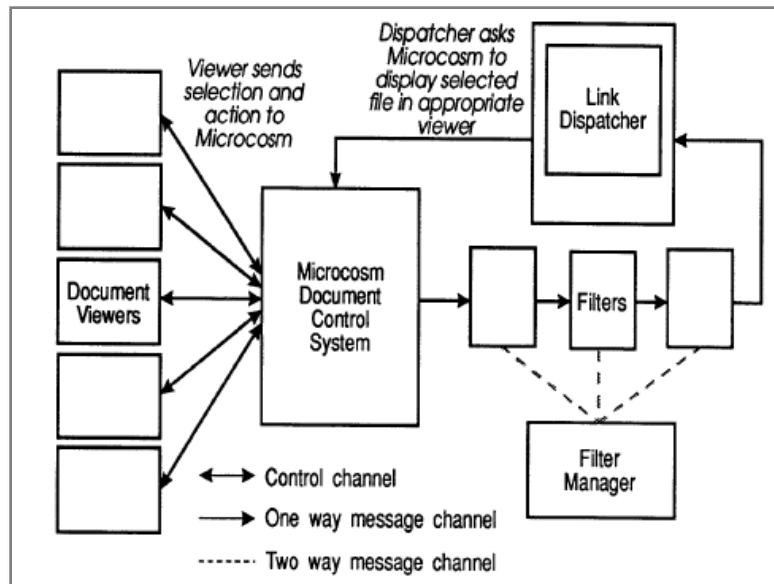 Viewer sends
selection and
action to
Microcosm
Dispatcher asks
Microcosm to
display selected
file in appropriate
viewer
Link
Dispatcher
Document
Viewers
Microcosm
Document
Control
System
Filters
Filter
Manager
Control channel
One way message channel
Two way message channel